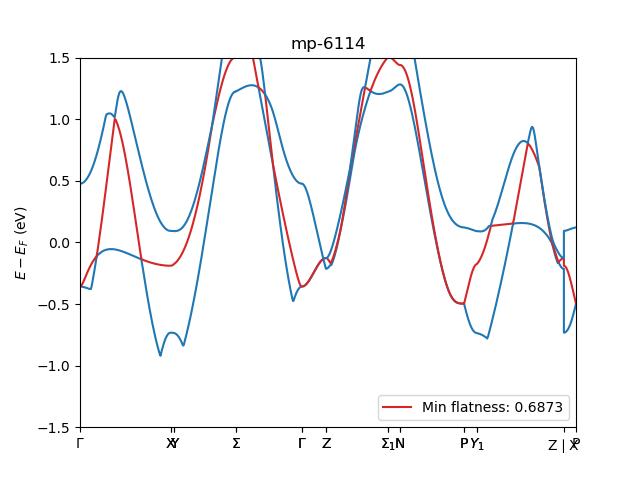 mp-6114
E − E_F (eV)
1.5
1.0
0.5
0.0
−0.5
−1.0
−1.5
Min flatness: 0.6873
Γ X Y Σ Γ Z Σ₁ N P Y₁ Z | X P